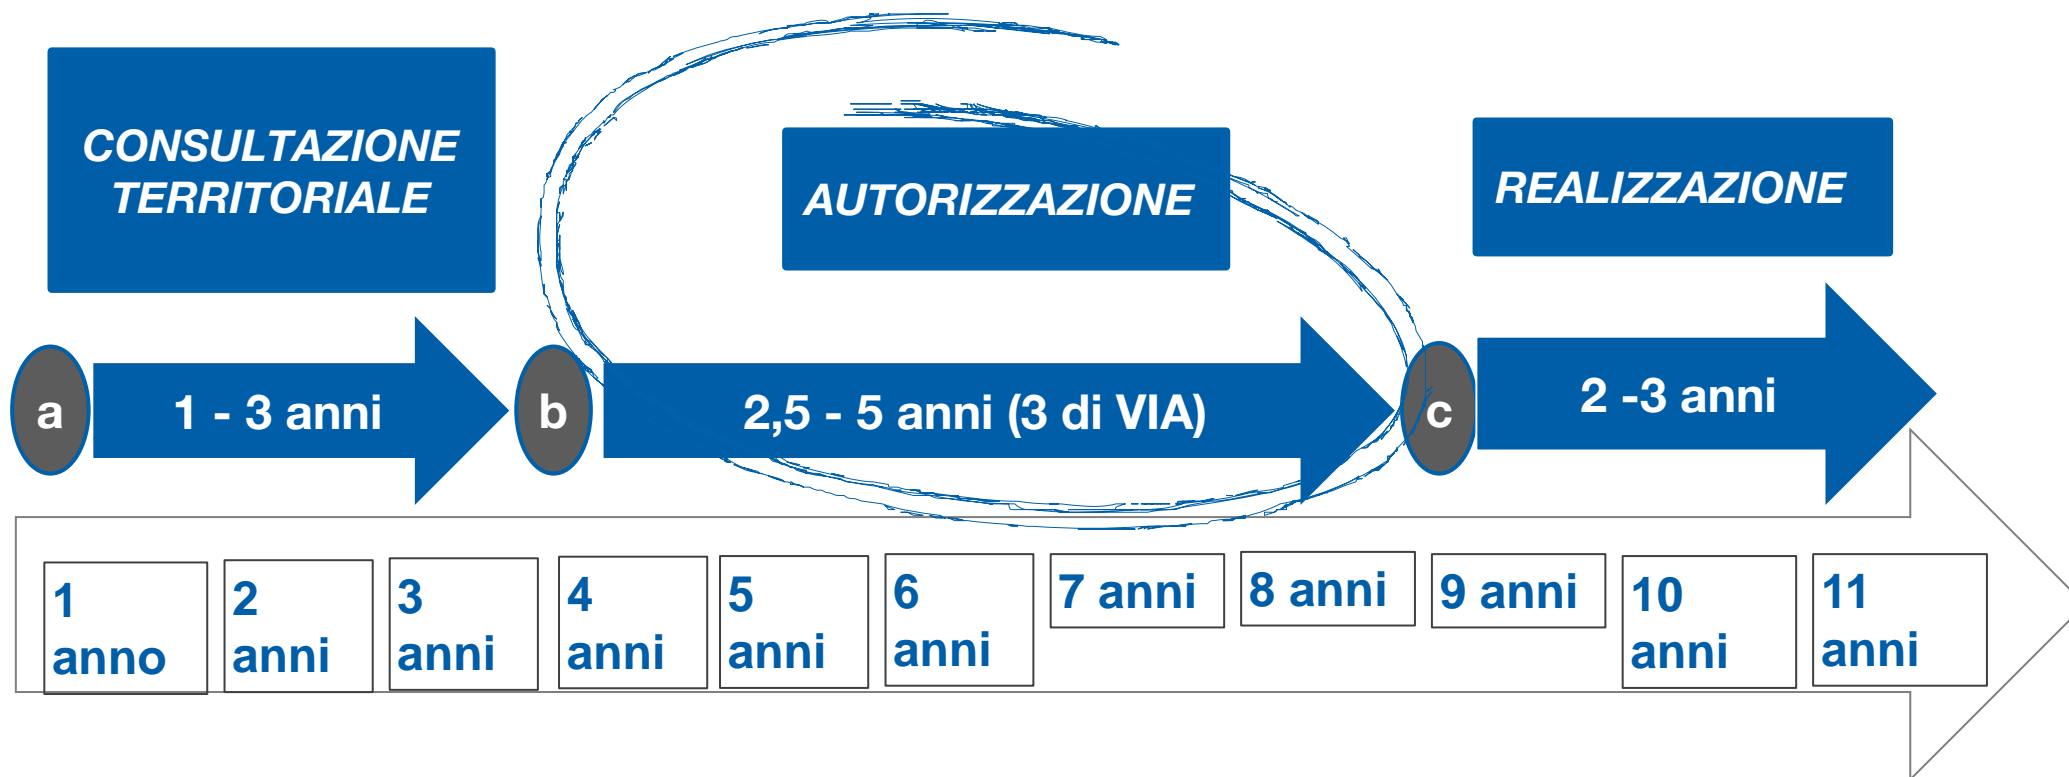 CONSULTAZIONE
TERRITORIALE
AUTORIZZAZIONE
REALIZZAZIONE
a
1 - 3 anni
b
2,5 - 5 anni (3 di VIA)
c
2 -3 anni
1
anno
2
anni
3
anni
4
anni
5
anni
6
anni
7 anni
8 anni
9 anni
10
anni
11
anni